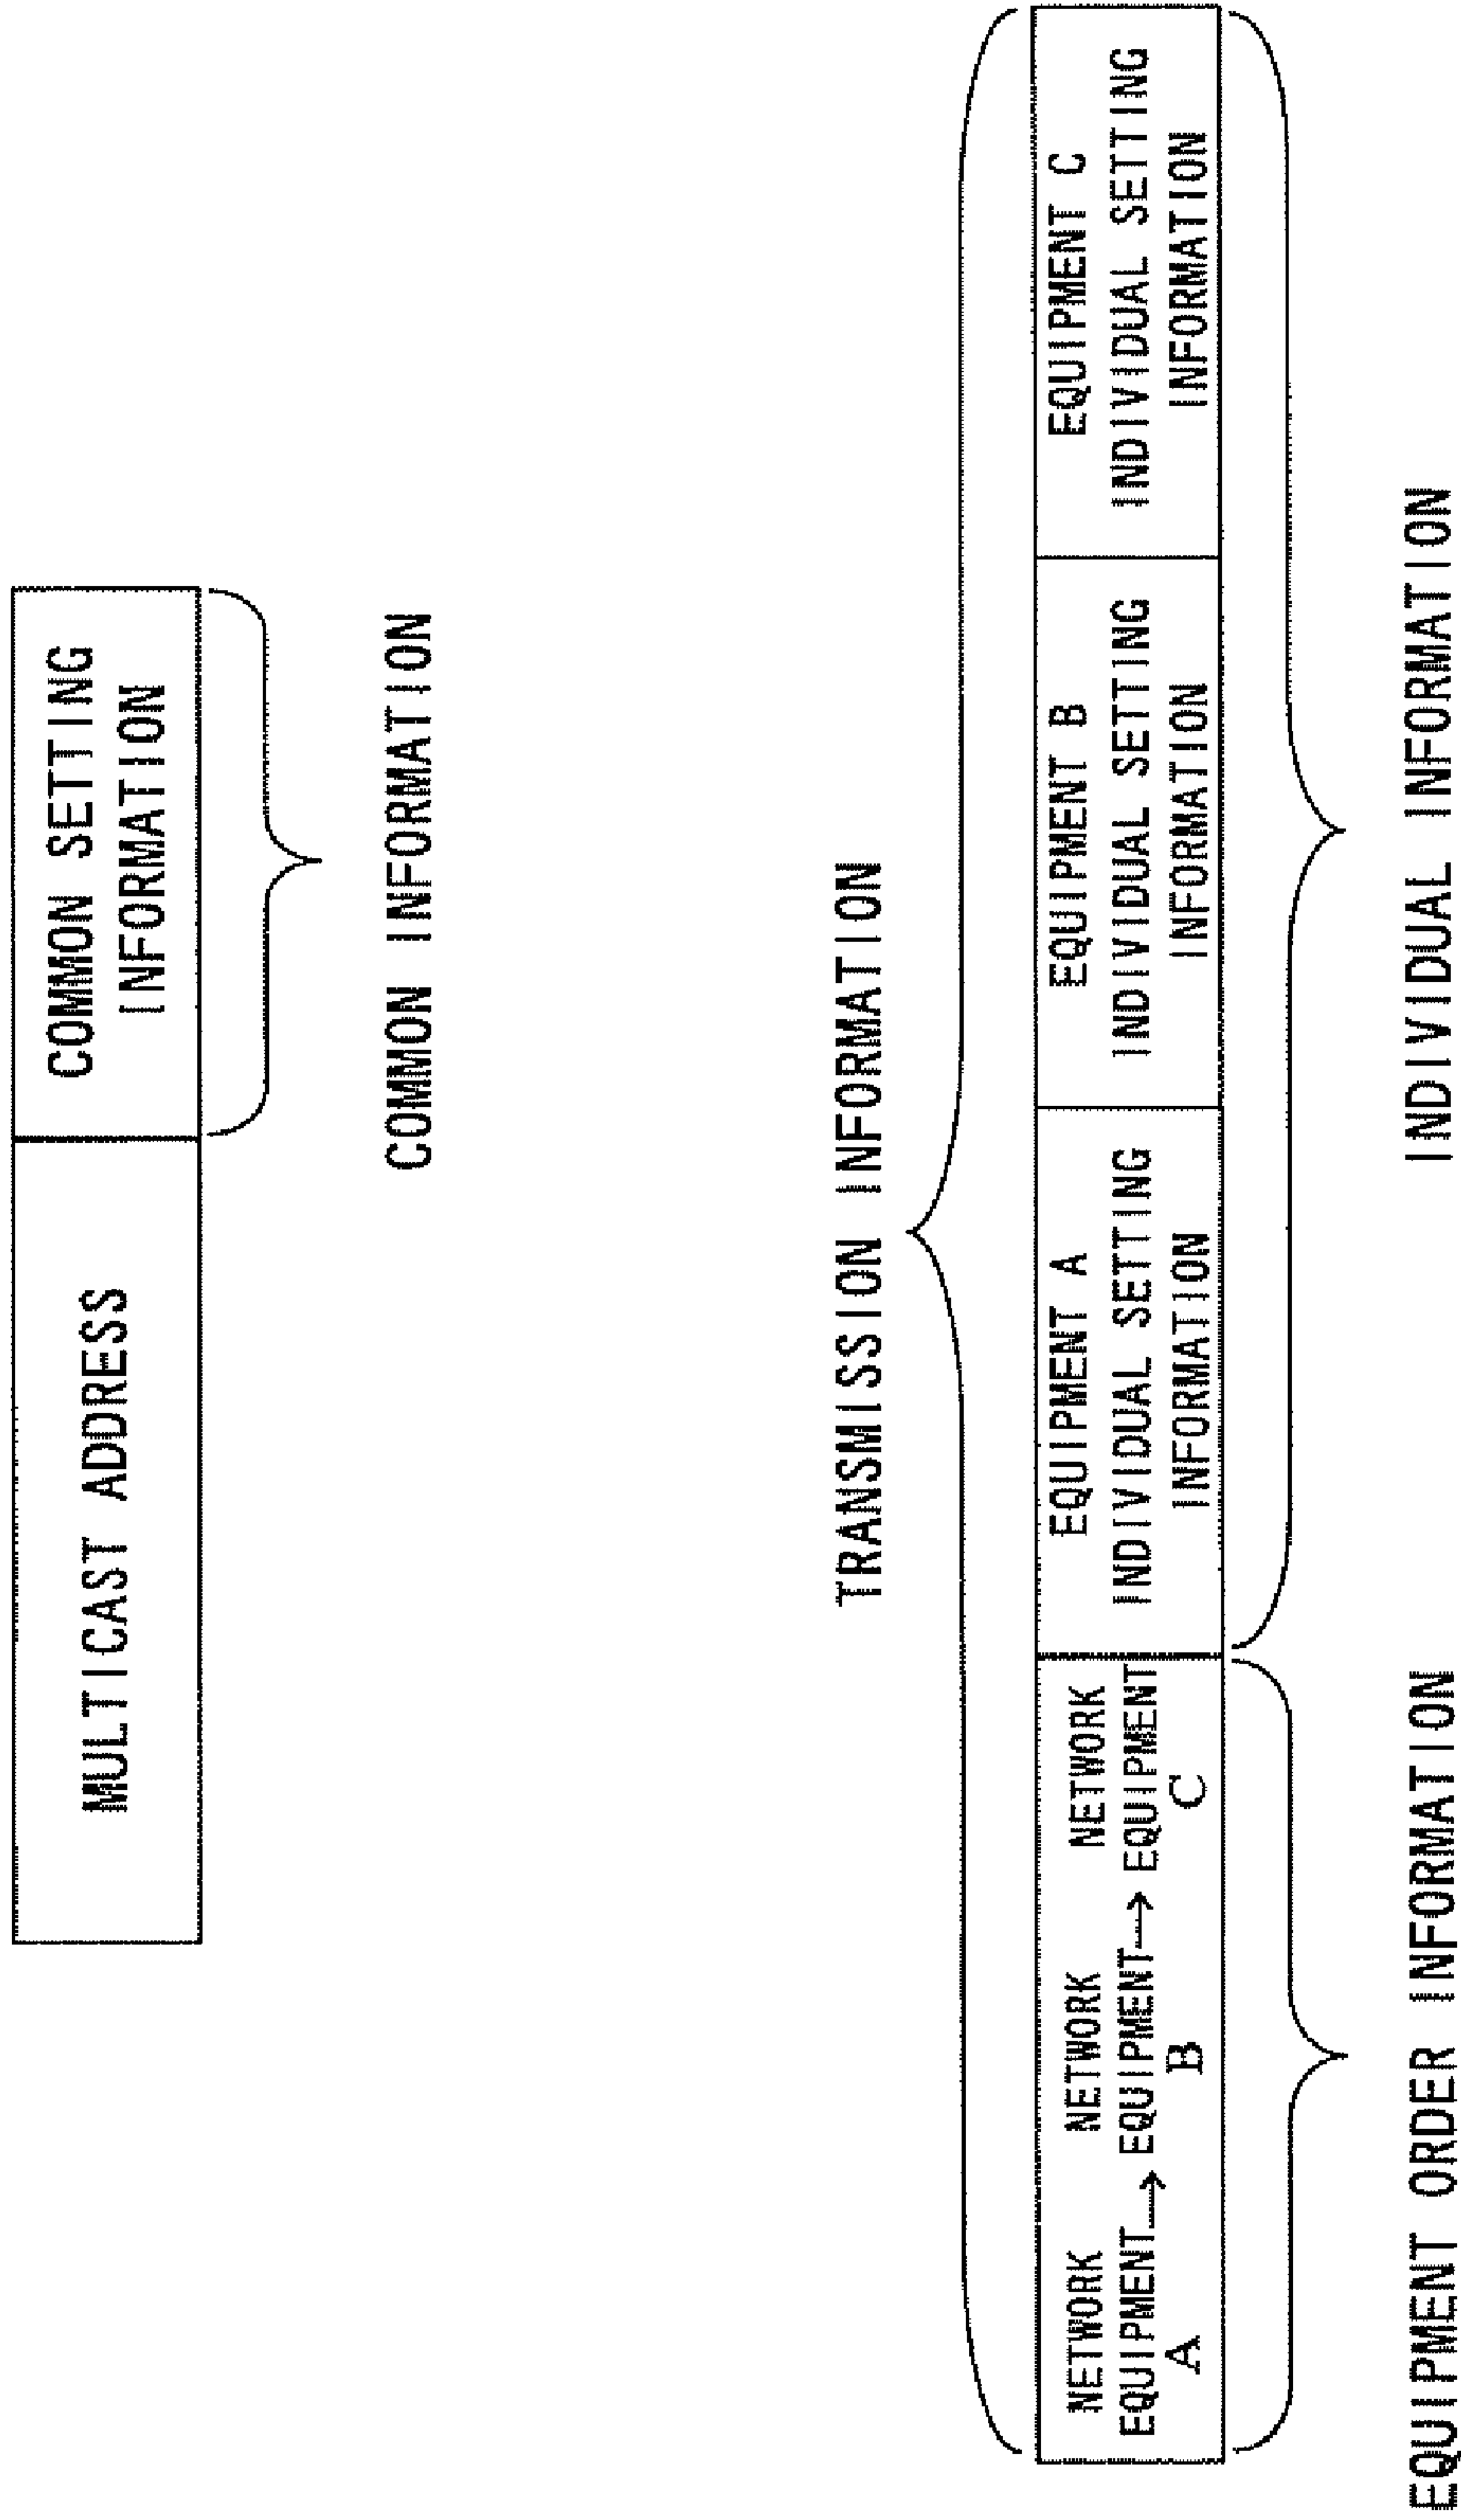 MULTICAST ADDRESS
COMMON SETTING
INFORMATION
COMMON INFORMATION
TRANSMISSION INFORMATION
NETWORK
EQUIPMENT→
A
NETWORK
EQUIPMENT→
B
NETWORK
EQUIPMENT
C
EQUIPMENT A
INDIVIDUAL SETTING
INFORMATION
EQUIPMENT B
INDIVIDUAL SETTING
INFORMATION
EQUIPMENT C
INDIVIDUAL SETTING
INFORMATION
EQUIPMENT ORDER INFORMATION
INDIVIDUAL INFORMATION